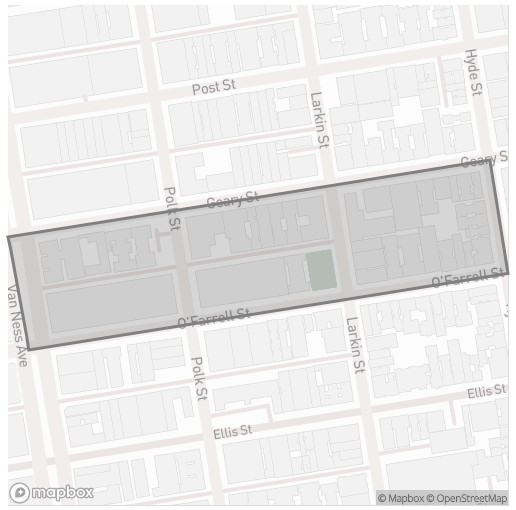 Post St
Hyde St
Larkin St
Geary S
Geary St
Polk St
O'Farrell St
Van Ness Ave
O'Farrell St
Larkin St
Polk St
Ellis St
Ellis St
mapbox
© Mapbox © OpenStreetMap